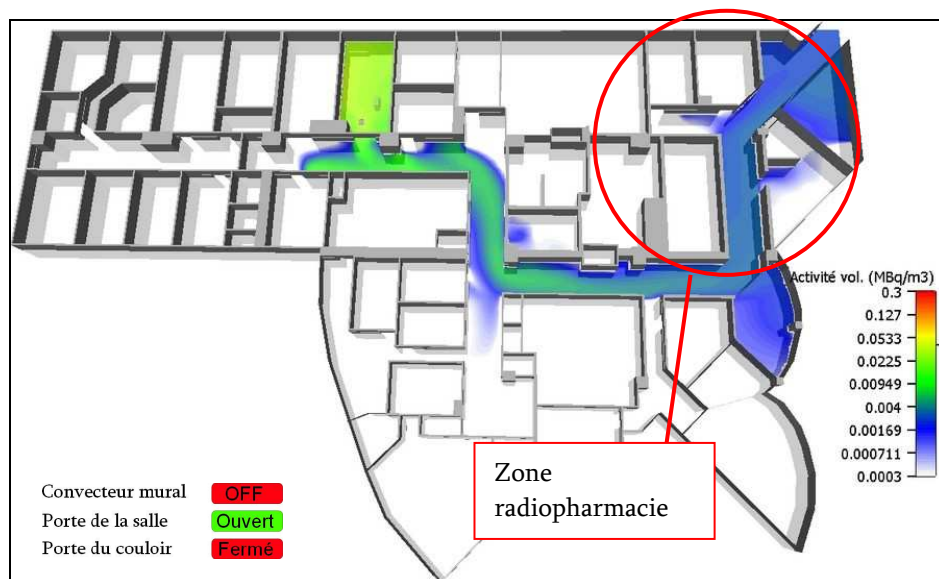 Activité vol. (MBq/m3)
0.3
0.127
0.0533
0.0225
0.00949
0.004
0.00169
0.000711
0.0003
Zone
radiopharmacie
Convecteur mural OFF
Porte de la salle Ouvert
Porte du couloir Fermé